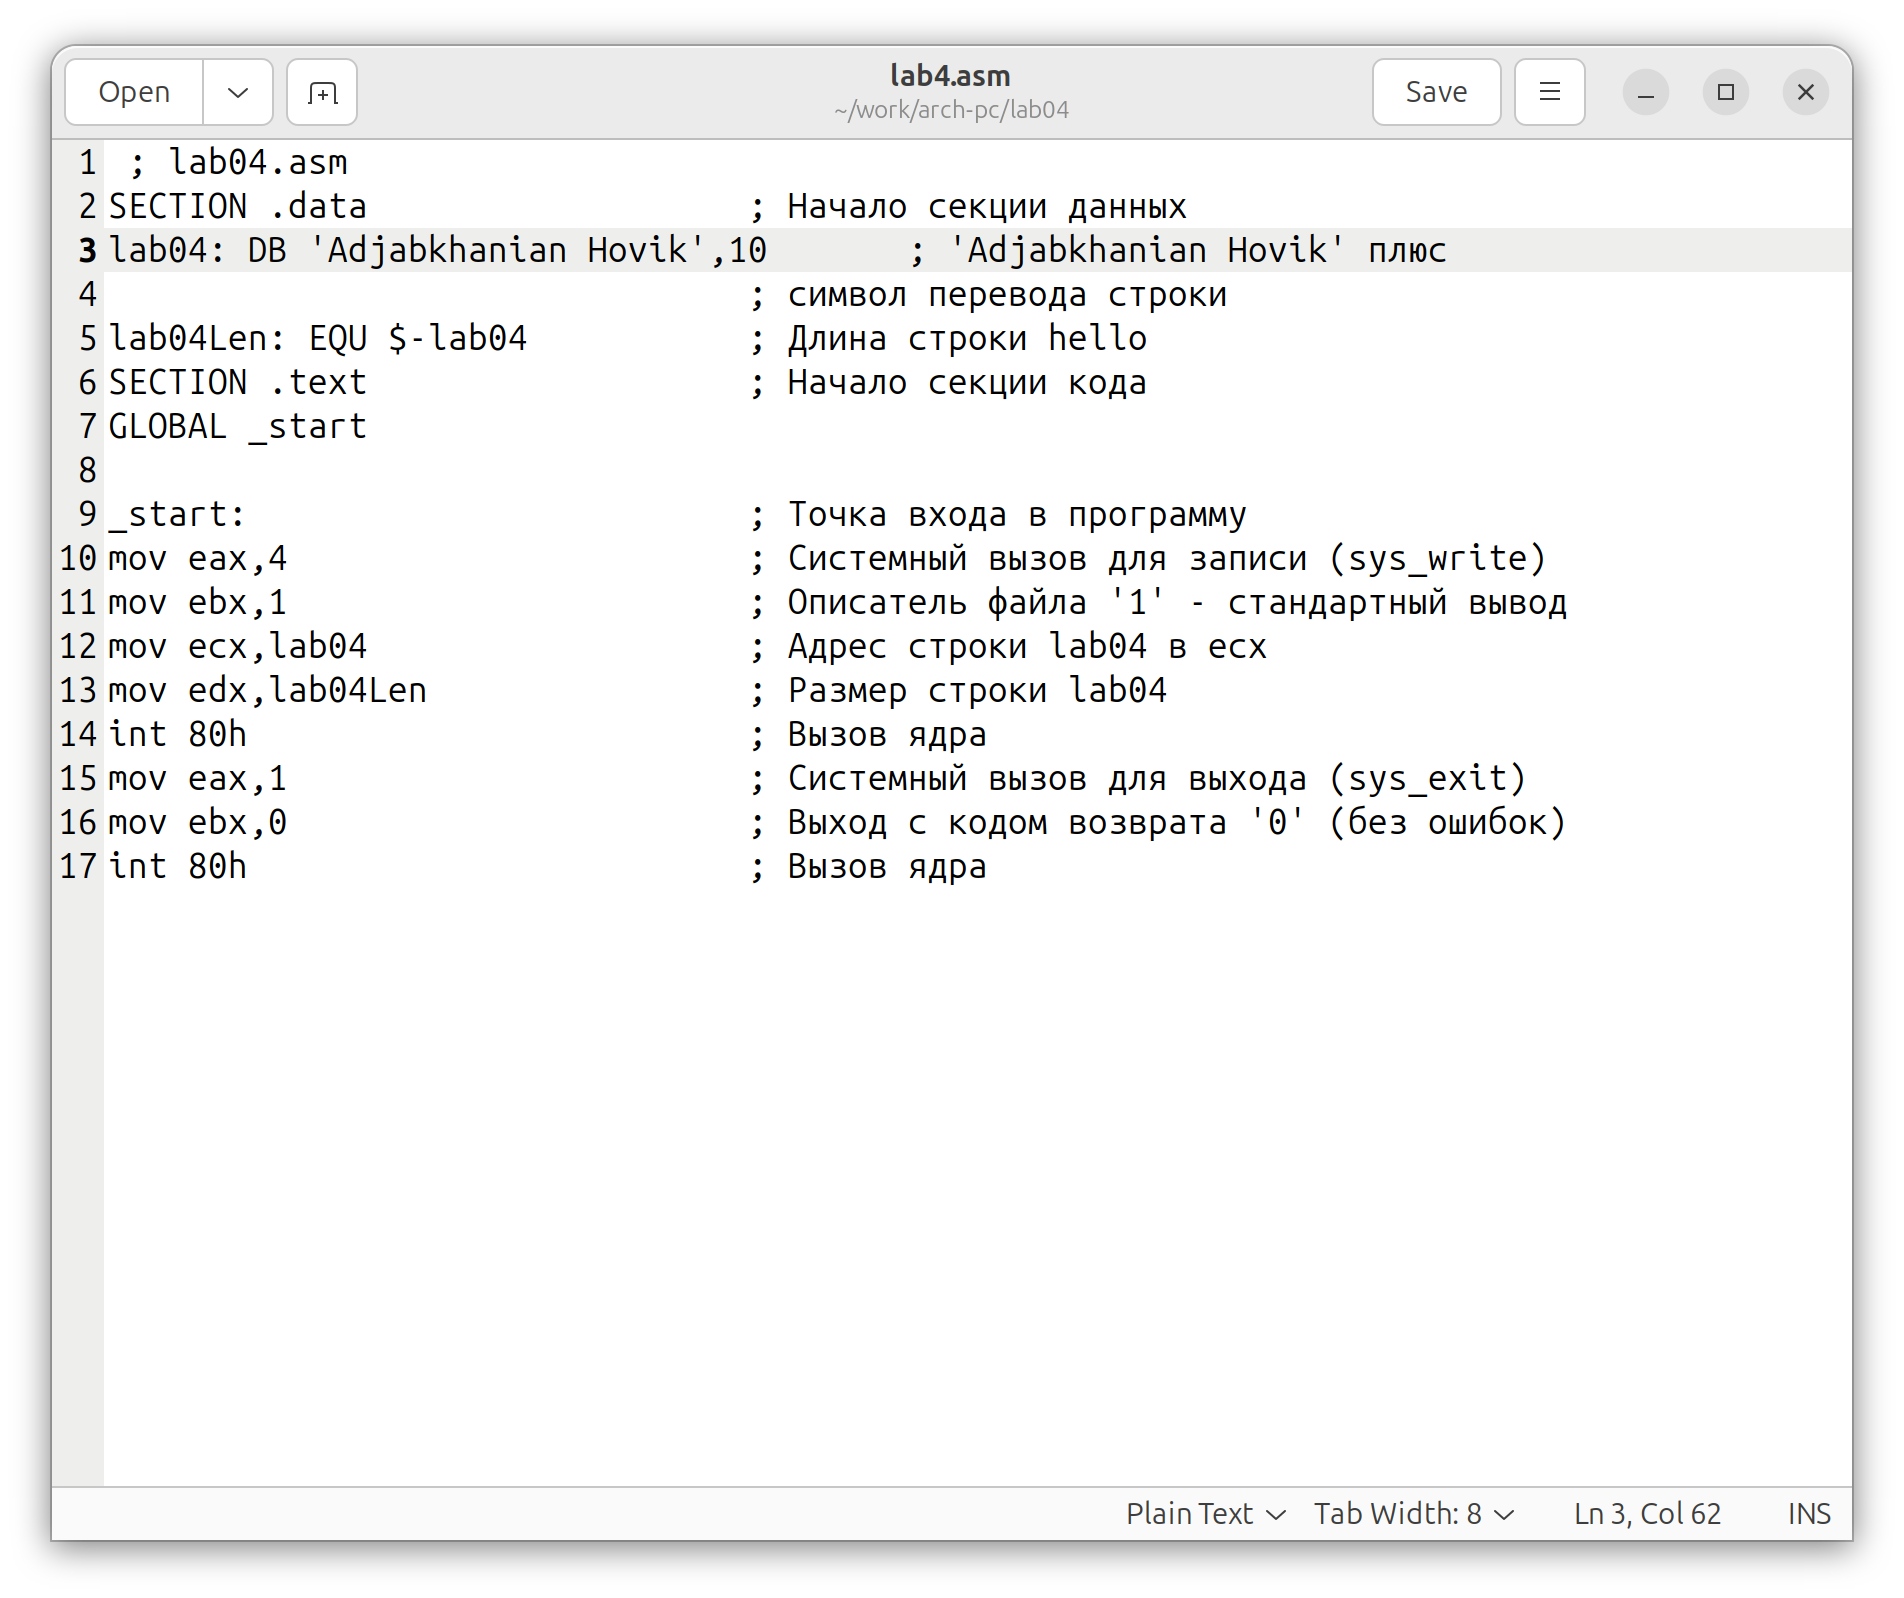 Open
lab4.asm
~/work/arch-pc/lab04
Save
1 ; lab04.asm
2 SECTION .data ; Начало секции данных
3 lab04: DB 'Adjabkhanian Hovik',10 ; 'Adjabkhanian Hovik' плюс
4 ; символ перевода строки
5 lab04Len: EQU $-lab04 ; Длина строки hello
6 SECTION .text ; Начало секции кода
7 GLOBAL _start
8
9 _start: ; Точка входа в программу
10 mov eax,4 ; Системный вызов для записи (sys_write)
11 mov ebx,1 ; Описатель файла '1' - стандартный вывод
12 mov ecx,lab04 ; Адрес строки lab04 в ecx
13 mov edx,lab04Len ; Размер строки lab04
14 int 80h ; Вызов ядра
15 mov eax,1 ; Системный вызов для выхода (sys_exit)
16 mov ebx,0 ; Выход с кодом возврата '0' (без ошибок)
17 int 80h ; Вызов ядра
Plain Text Tab Width: 8 Ln 3, Col 62 INS